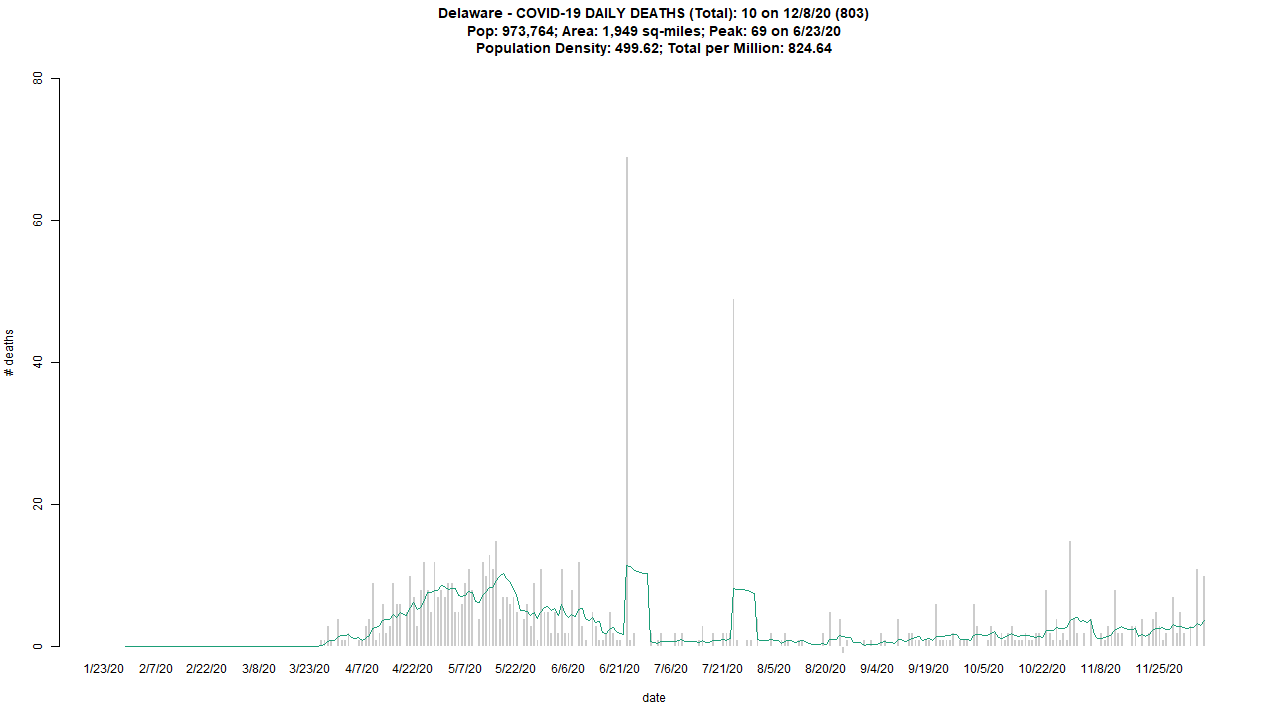 Delaware - COVID-19 DAILY DEATHS (Total): 10 on 12/8/20 (803)
Pop: 973,764; Area: 1,949 sq-miles; Peak: 69 on 6/23/20
Population Density: 499.62; Total per Million: 824.64
80
60
40
20
0
# deaths
1/23/20 2/7/20 2/22/20 3/8/20 3/23/20 4/7/20 4/22/20 5/7/20 5/22/20 6/6/20 6/21/20 7/6/20 7/21/20 8/5/20 8/20/20 9/4/20 9/19/20 10/5/20 10/22/20 11/8/20 11/25/20
date